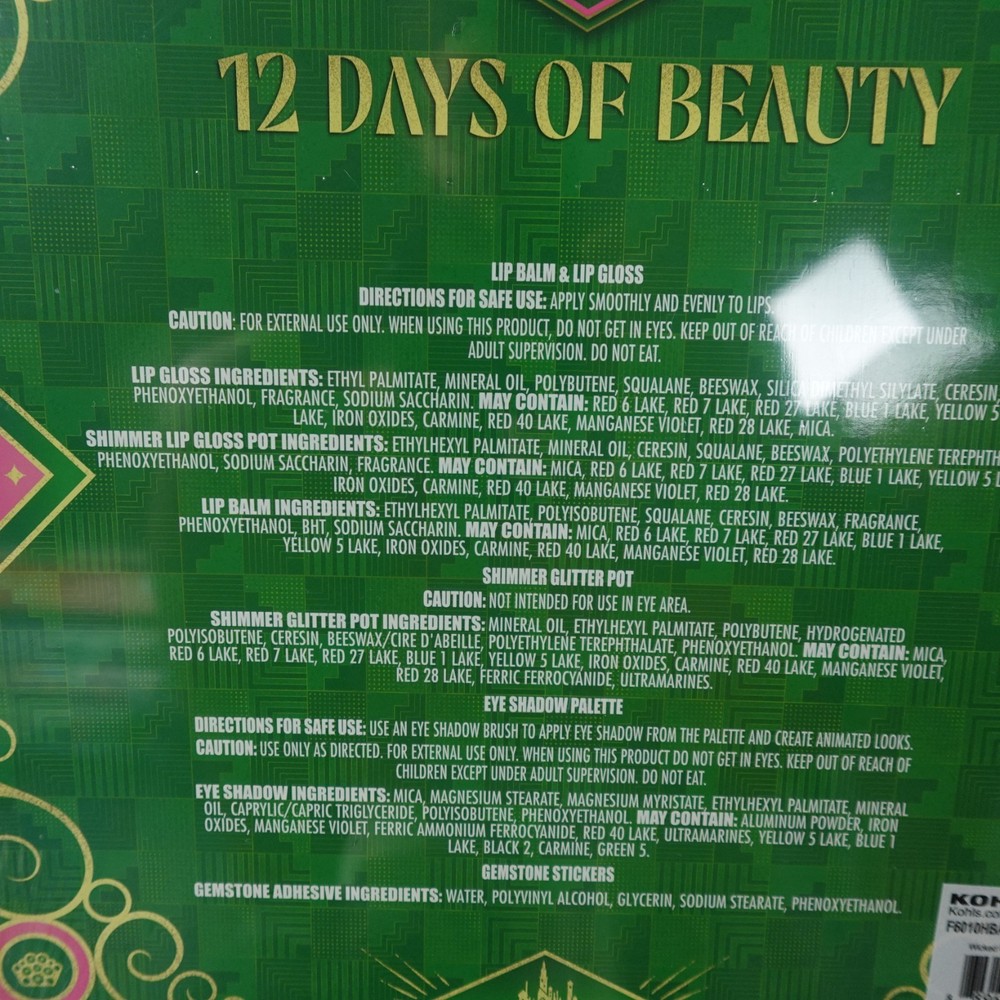 12 DAYS OF BEAUTY
LIP BALM & LIP GLOSS
DIRECTIONS FOR SAFE USE: APPLY SMOOTHLY AND EVENLY TO LIPS.
CAUTION: FOR EXTERNAL USE ONLY. WHEN USING THIS PRODUCT, DO NOT GET IN EYES. KEEP OUT OF REACH OF CHILDREN EXCEPT UNDER
ADULT SUPERVISION. DO NOT EAT.
LIP GLOSS INGREDIENTS: ETHYL PALMITATE, MINERAL OIL, POLYBUTENE, SQUALANE, BEESWAX, SILICA DIMETHYL SILYLATE, CERESIN,
PHENOXYETHANOL, FRAGRANCE, SODIUM SACCHARIN. MAY CONTAIN: RED 6 LAKE, RED 7 LAKE, RED 27 LAKE, BLUE 1 LAKE, YELLOW 5
LAKE, IRON OXIDES, CARMINE, RED 40 LAKE, MANGANESE VIOLET, RED 28 LAKE, MICA.
SHIMMER LIP GLOSS POT INGREDIENTS: ETHYLHEXYL PALMITATE, MINERAL OIL, CERESIN, SQUALANE, BEESWAX, POLYETHYLENE TEREPHTH
PHENOXYETHANOL, SODIUM SACCHARIN, FRAGRANCE. MAY CONTAIN: MICA, RED 6 LAKE, RED 7 LAKE, RED 27 LAKE, BLUE 1 LAKE, YELLOW 5 L
IRON OXIDES, CARMINE, RED 40 LAKE, MANGANESE VIOLET, RED 28 LAKE.
LIP BALM INGREDIENTS: ETHYLHEXYL PALMITATE, POLYISOBUTENE, SQUALANE, CERESIN, BEESWAX, FRAGRANCE,
PHENOXYETHANOL, BHT, SODIUM SACCHARIN. MAY CONTAIN: MICA, RED 6 LAKE, RED 7 LAKE, RED 27 LAKE, BLUE 1 LAKE,
YELLOW 5 LAKE, IRON OXIDES, CARMINE, RED 40 LAKE, MANGANESE VIOLET, RED 28 LAKE.
SHIMMER GLITTER POT
CAUTION: NOT INTENDED FOR USE IN EYE AREA.
SHIMMER GLITTER POT INGREDIENTS: MINERAL OIL, ETHYLHEXYL PALMITATE, POLYBUTENE, HYDROGENATED
POLYISOBUTENE, CERESIN, BEESWAX/CIRE D'ABEILLE, POLYETHYLENE TEREPHTHALATE, PHENOXYETHANOL. MAY CONTAIN: MICA,
RED 6 LAKE, RED 7 LAKE, RED 27 LAKE, BLUE 1 LAKE, YELLOW 5 LAKE, IRON OXIDES, CARMINE, RED 40 LAKE, MANGANESE VIOLET,
RED 28 LAKE, FERRIC FERROCYANIDE, ULTRAMARINES.
EYE SHADOW PALETTE
DIRECTIONS FOR SAFE USE: USE AN EYE SHADOW BRUSH TO APPLY EYE SHADOW FROM THE PALETTE AND CREATE ANIMATED LOOKS.
CAUTION: USE ONLY AS DIRECTED. FOR EXTERNAL USE ONLY. WHEN USING THIS PRODUCT DO NOT GET IN EYES. KEEP OUT OF REACH OF
CHILDREN EXCEPT UNDER ADULT SUPERVISION. DO NOT EAT.
EYE SHADOW INGREDIENTS: MICA, MAGNESIUM STEARATE, MAGNESIUM MYRISTATE, ETHYLHEXYL PALMITATE, MINERAL
OIL, CAPRYLIC/CAPRIC TRIGLYCERIDE, POLYISOBUTENE, PHENOXYETHANOL. MAY CONTAIN: ALUMINUM POWDER, IRON
OXIDES, MANGANESE VIOLET, FERRIC AMMONIUM FERROCYANIDE, RED 40 LAKE, ULTRAMARINES, YELLOW 5 LAKE, BLUE 1
LAKE, BLACK 2, CARMINE, GREEN 5.
GEMSTONE STICKERS
GEMSTONE ADHESIVE INGREDIENTS: WATER, POLYVINYL ALCOHOL, GLYCERIN, SODIUM STEARATE, PHENOXYETHANOL.
KOH
Kohls.co
F6010HBA
Wicked